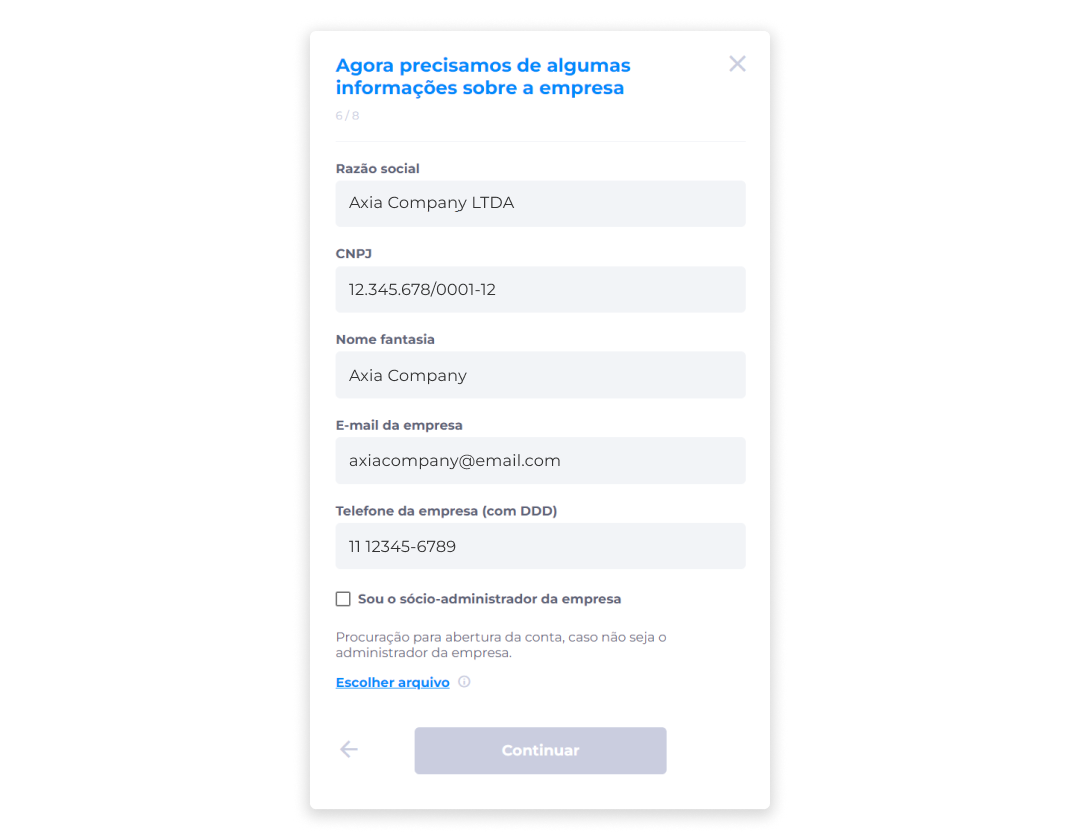 Agora precisamos de algumas
informações sobre a empresa
6 / 8
Razão social
Axia Company LTDA
CNPJ
12.345.678/0001-12
Nome fantasia
Axia Company
E-mail da empresa
axiacompany@email.com
Telefone da empresa (com DDD)
11 12345-6789
Sou o sócio-administrador da empresa
Procuração para abertura da conta, caso não seja o
administrador da empresa.
Escolher arquivo
Continuar